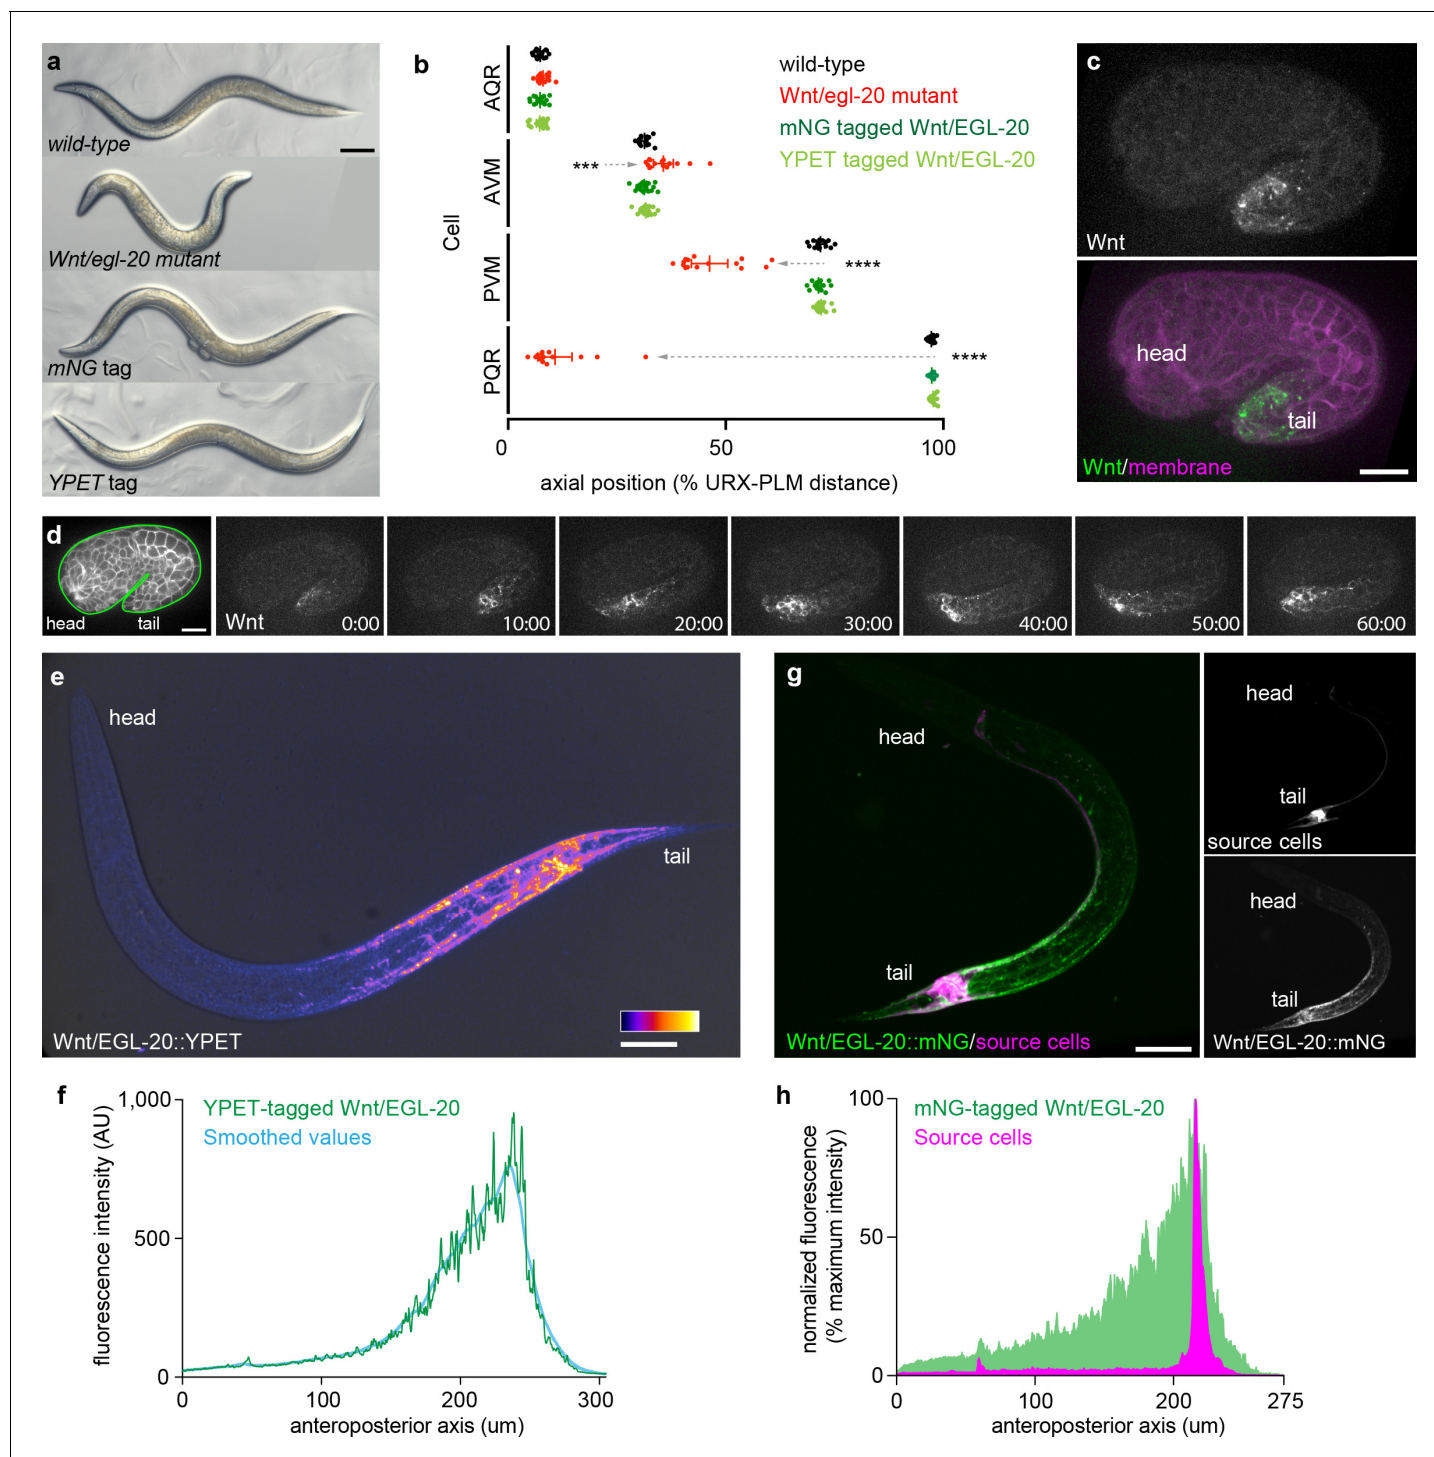 a
wild-type
Wnt/egl-20 mutant
mNG tag
YPET tag
b
wild-type
Wnt/egl-20 mutant
mNG tagged Wnt/EGL-20
YPET tagged Wnt/EGL-20
Cell
AQR
AVM
***
PVM
****
PQR
****
0
50
100
axial position (% URX-PLM distance)
c
Wnt
head
tail
Wnt/membrane
d
head
tail
Wnt
0:00
10:00
20:00
30:00
40:00
50:00
60:00
e
head
tail
Wnt/EGL-20::YPET
g
head
tail
Wnt/EGL-20::mNG/source cells
head
tail
source cells
head
tail
Wnt/EGL-20::mNG
f
YPET-tagged Wnt/EGL-20
Smoothed values
fluorescence intensity (AU)
1,000
500
0
0
100
200
300
anteroposterior axis (um)
h
mNG-tagged Wnt/EGL-20
Source cells
normalized fluorescence
(% maximum intensity)
100
50
0
0
100
200
275
anteroposterior axis (um)